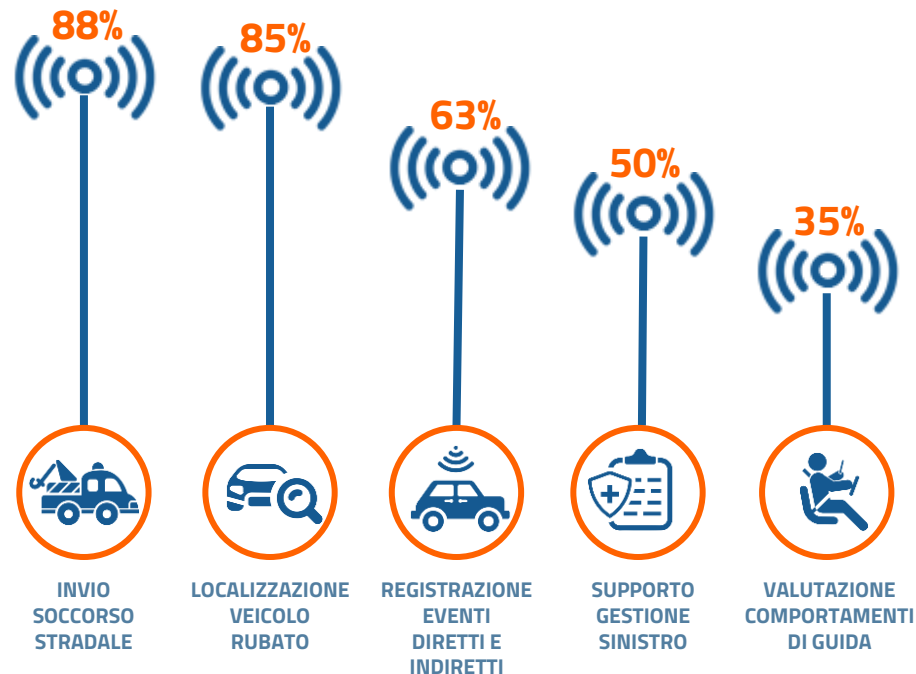 88%
85%
63%
50%
35%
INVIO
SOCCORSO
STRADALE
LOCALIZZAZIONE
VEICOLO
RUBATO
REGISTRAZIONE
EVENTI
DIRETTI E
INDIRETTI
SUPPORTO
GESTIONE
SINISTRO
VALUTAZIONE
COMPORTAMENTI
DI GUIDA